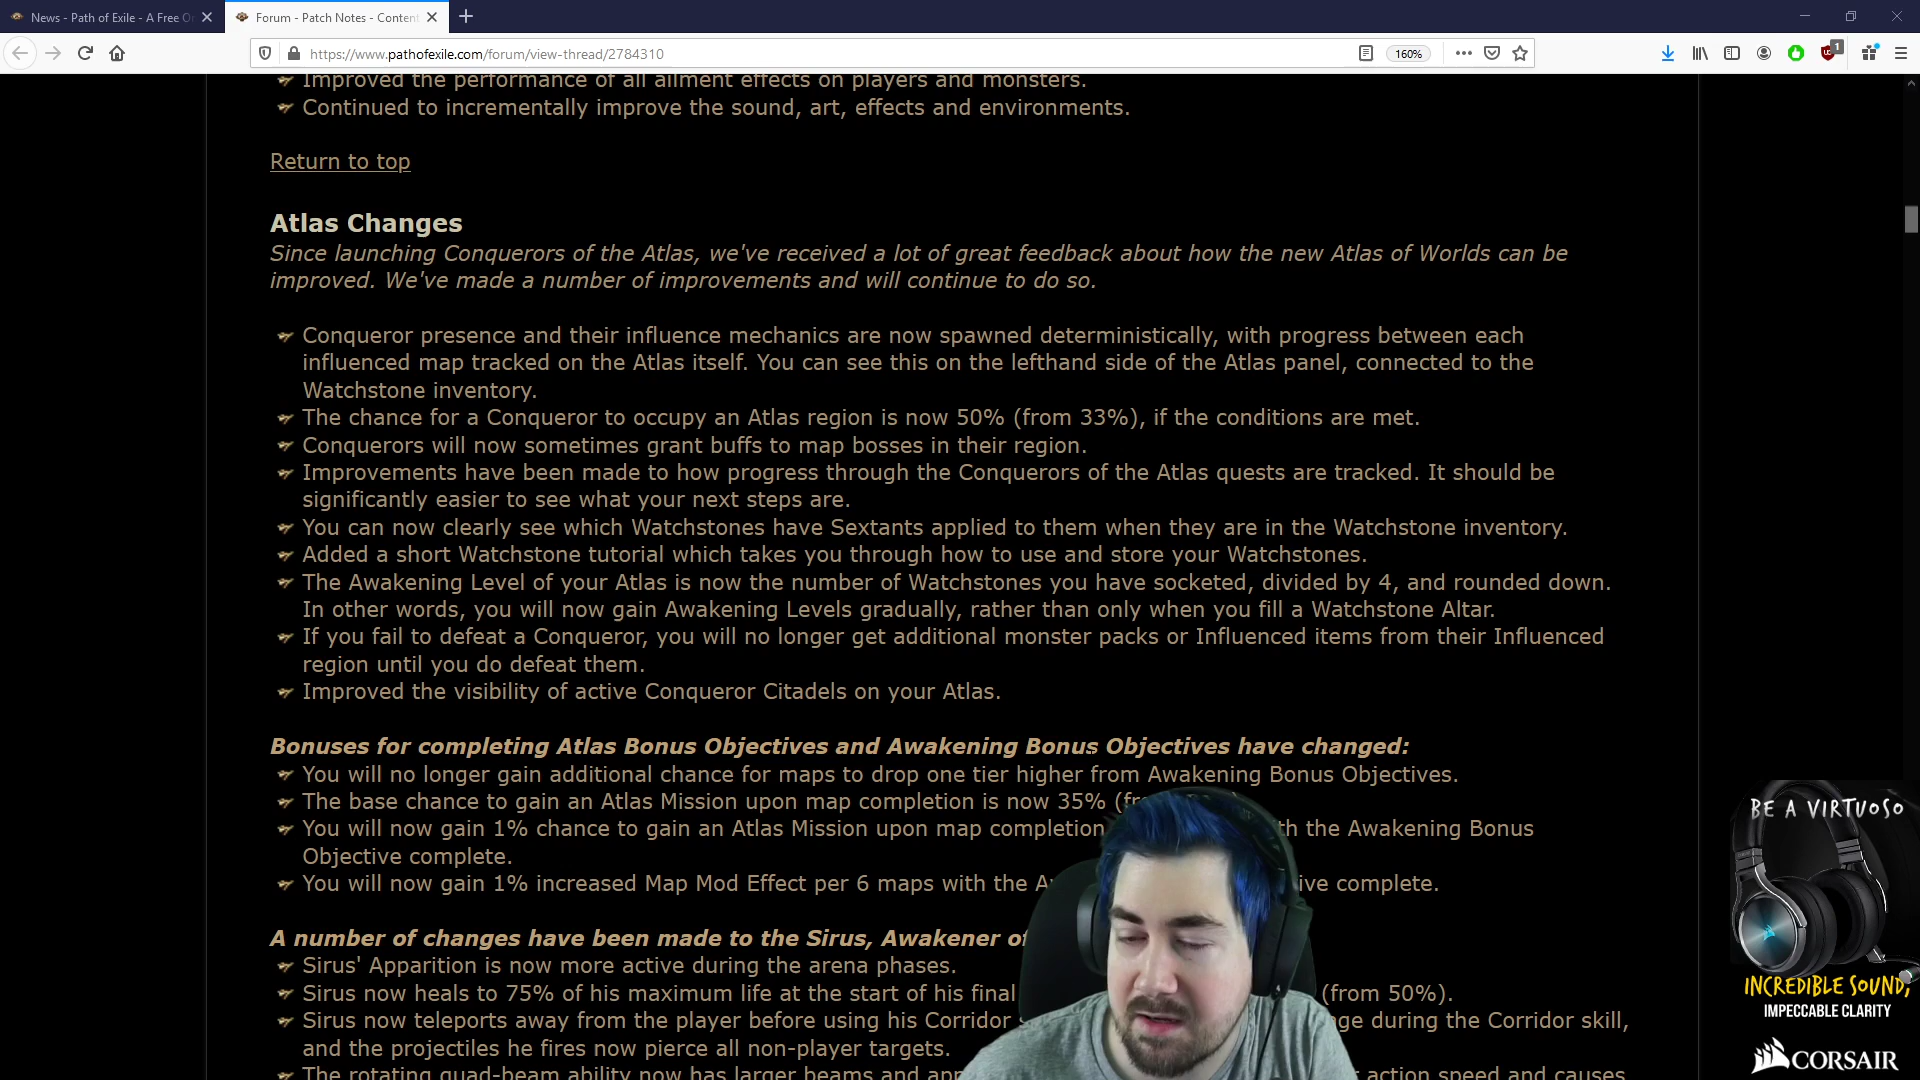 News - Path of Exile - A Free O
Forum - Patch Notes - Content
https://www.pathofexile.com/forum/view-thread/2784310
160%
1
Improved the performance of all ailment effects on players and monsters.
Continued to incrementally improve the sound, art, effects and environments.
Return to top
Atlas Changes
Since launching Conquerors of the Atlas, we've received a lot of great feedback about how the new Atlas of Worlds can be
improved. We've made a number of improvements and will continue to do so.
Conqueror presence and their influence mechanics are now spawned deterministically, with progress between each
influenced map tracked on the Atlas itself. You can see this on the lefthand side of the Atlas panel, connected to the
Watchstone inventory.
The chance for a Conqueror to occupy an Atlas region is now 50% (from 33%), if the conditions are met.
Conquerors will now sometimes grant buffs to map bosses in their region.
Improvements have been made to how progress through the Conquerors of the Atlas quests are tracked. It should be
significantly easier to see what your next steps are.
You can now clearly see which Watchstones have Sextants applied to them when they are in the Watchstone inventory.
Added a short Watchstone tutorial which takes you through how to use and store your Watchstones.
The Awakening Level of your Atlas is now the number of Watchstones you have socketed, divided by 4, and rounded down.
In other words, you will now gain Awakening Levels gradually, rather than only when you fill a Watchstone Altar.
If you fail to defeat a Conqueror, you will no longer get additional monster packs or Influenced items from their Influenced
region until you do defeat them.
Improved the visibility of active Conqueror Citadels on your Atlas.
Bonuses for completing Atlas Bonus Objectives and Awakening Bonus Objectives have changed:
You will no longer gain additional chance for maps to drop one tier higher from Awakening Bonus Objectives.
The base chance to gain an Atlas Mission upon map completion is now 35%
You will now gain 1% chance to gain an Atlas Mission upon map completion the Awakening Bonus
Objective complete.
You will now gain 1% increased Map Mod Effect per 6 maps with the complete.
A number of changes have been made to the Sirus, Awakener of
Sirus' Apparition is now more active during the arena phases.
Sirus now heals to 75% of his maximum life at the start of his final (from 50%).
Sirus now teleports away from the player before using his Corridor during the Corridor skill,
and the projectiles he fires now pierce all non-player targets.
The rotating quad-beam ability now has larger beams and action speed and causes
BE A VIRTUOSO
INCREDIBLE SOUND,
IMPECCABLE CLARITY
CORSAIR